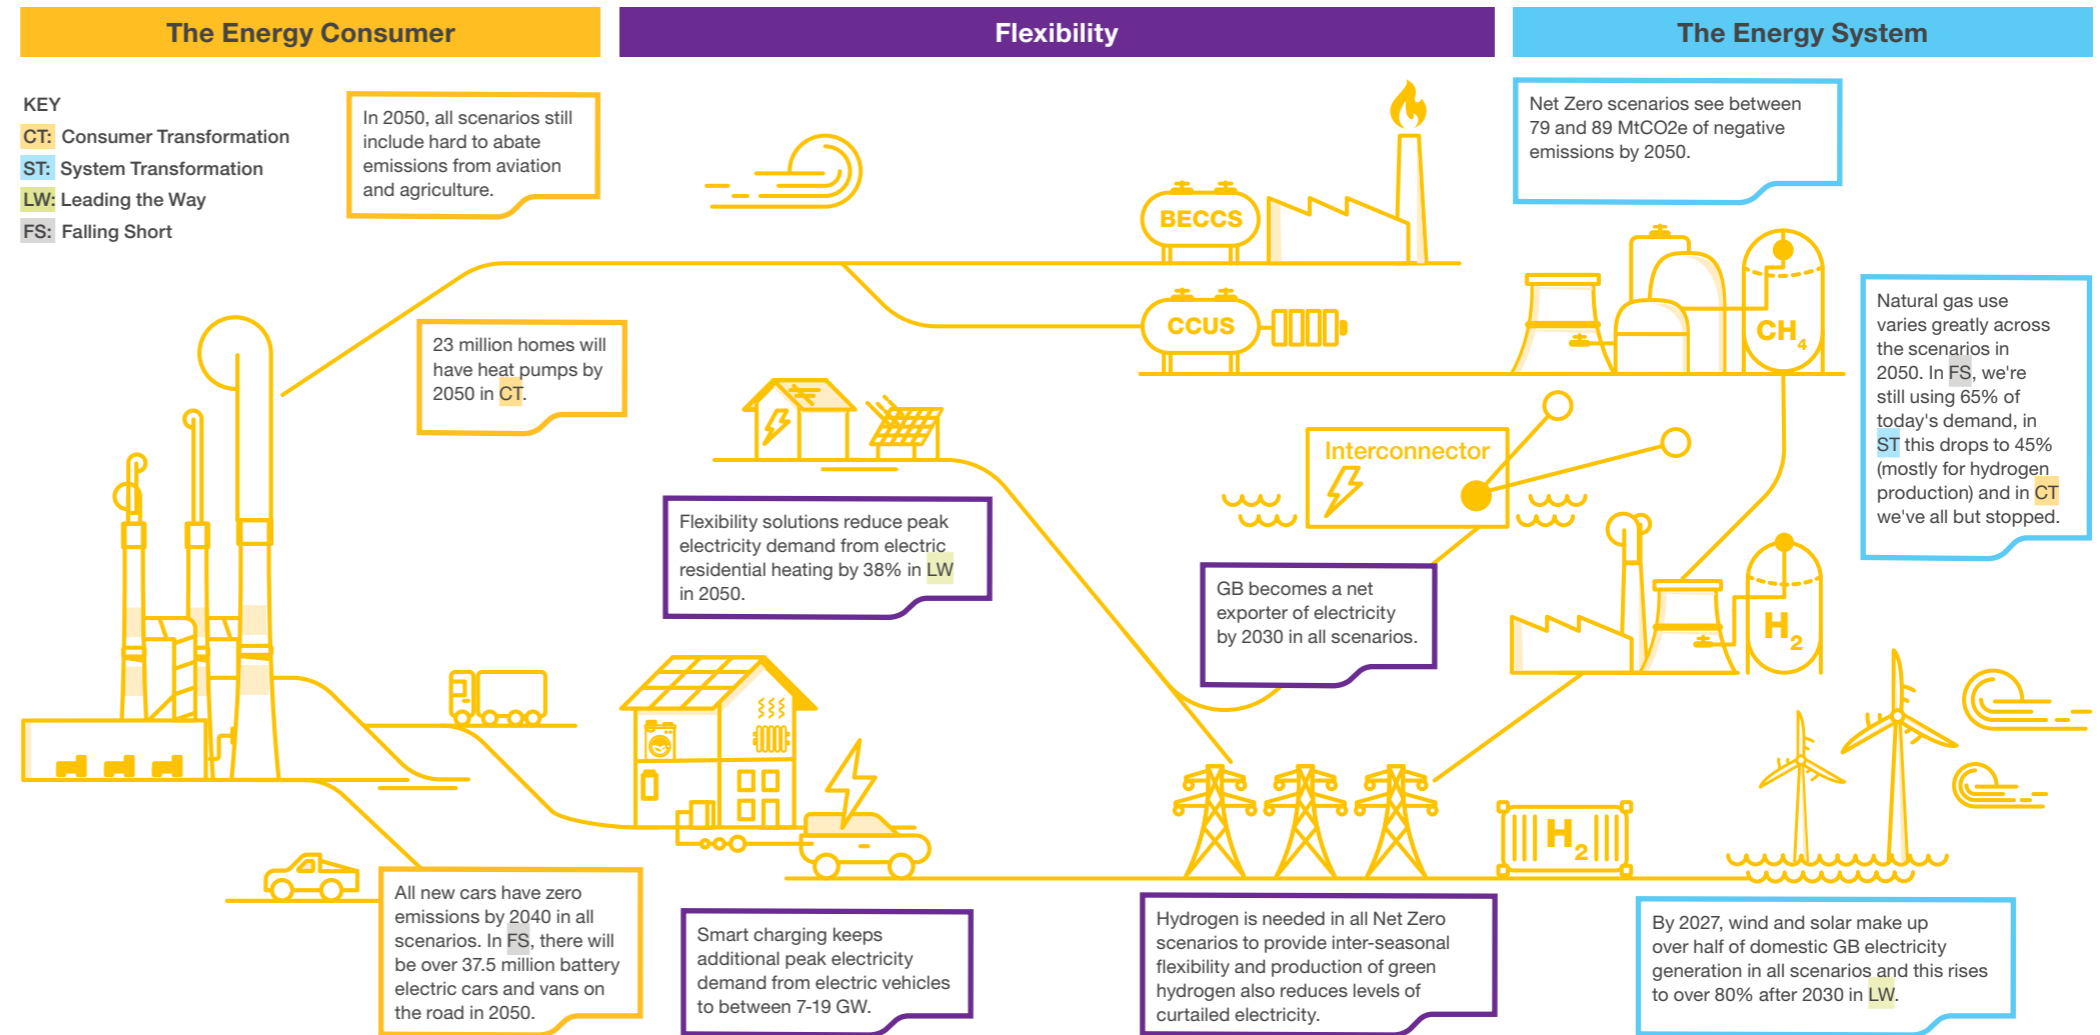 The Energy Consumer
Flexibility
The Energy System
KEY
CT: Consumer Transformation
ST: System Transformation
LW: Leading the Way
FS: Falling Short
In 2050, all scenarios still
include hard to abate
emissions from aviation
and agriculture.
Net Zero scenarios see between
79 and 89 MtCO2e of negative
emissions by 2050.
BECCS
CCUS
CH4
23 million homes will
have heat pumps by
2050 in CT.
Natural gas use
varies greatly across
the scenarios in
2050. In FS, we're
still using 65% of
today's demand, in
ST this drops to 45%
(mostly for hydrogen
production) and in CT
we've all but stopped.
Interconnector
Flexibility solutions reduce peak
electricity demand from electric
residential heating by 38% in LW
in 2050.
GB becomes a net
exporter of electricity
by 2030 in all scenarios.
H2
H2
All new cars have zero
emissions by 2040 in all
scenarios. In FS, there will
be over 37.5 million battery
electric cars and vans on
the road in 2050.
Smart charging keeps
additional peak electricity
demand from electric vehicles
to between 7-19 GW.
Hydrogen is needed in all Net Zero
scenarios to provide inter-seasonal
flexibility and production of green
hydrogen also reduces levels of
curtailed electricity.
By 2027, wind and solar make up
over half of domestic GB electricity
generation in all scenarios and this rises
to over 80% after 2030 in LW.